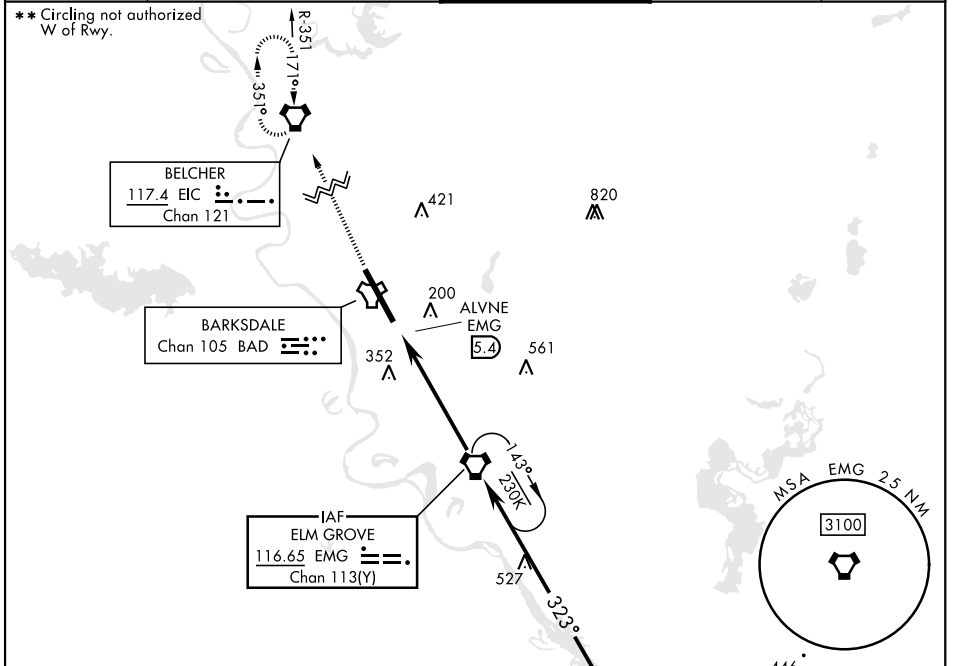 ** Circling not authorized
W of Rwy.
R-351
171°
351°
BELCHER
117.4 EIC
Chan 121
421
820
BARKSDALE
Chan 105 BAD
200
ALVNE
EMG
5.4
352
561
143°
230K
IAF
ELM GROVE
116.65 EMG
Chan 113(Y)
527
323°
MSA EMG 25 NM
3100